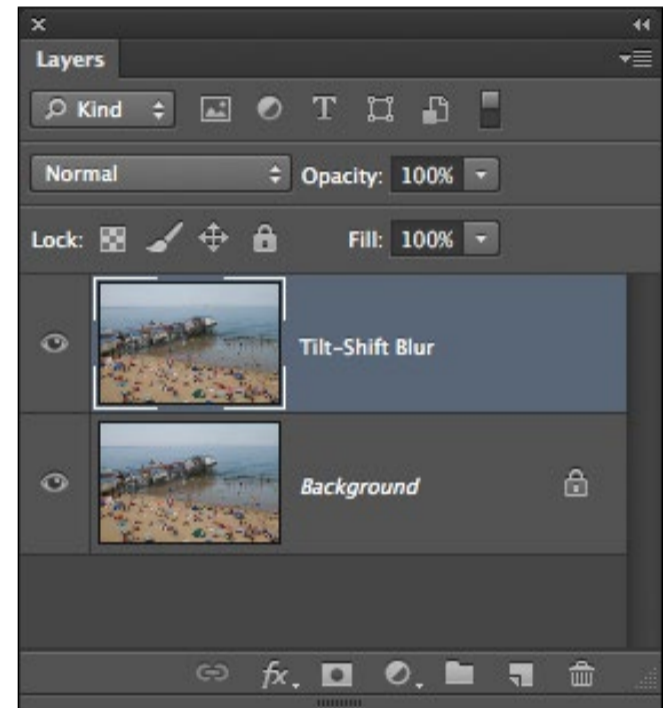 Layers
Kind
Normal Opacity: 100%
Lock: Fill: 100%
Tilt-Shift Blur
Background
fx